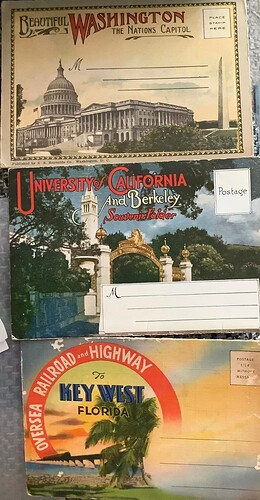 BEAUTIFUL WASHINGTON
THE NATIONS CAPITOL
PLACE
STAMP
HERE
M
UNIVERSITY of CALIFORNIA
And Berkeley
Souvenir Folder
Postage
M
OVERSEA RAILROAD and HIGHWAY
To
KEY WEST
FLORIDA
POSTAGE